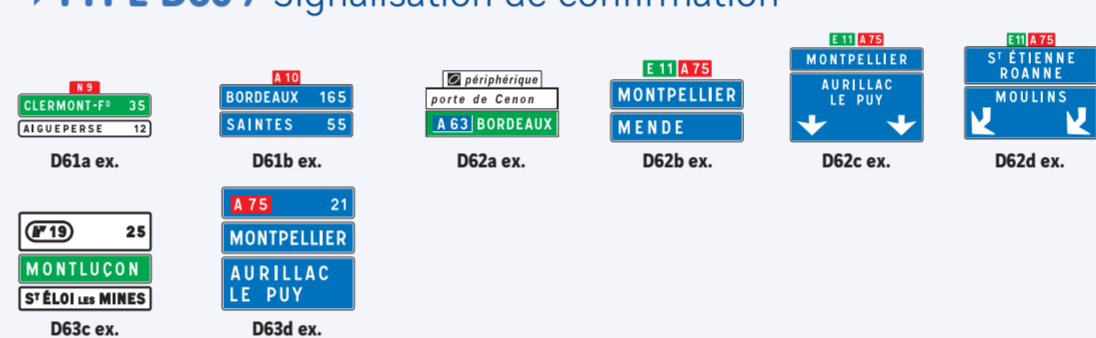 TYPE D60 / Signalisation de confirmation
N 9
CLERMONT-Fᴰ 35
AIGUEPERSE 12
D61a ex.
A 10
BORDEAUX 165
SAINTES 55
D61b ex.
périphérique
porte de Cenon
A 63 BORDEAUX
D62a ex.
E 11 A 75
MONTPELLIER
MENDE
D62b ex.
E 11 A 75
MONTPELLIER
AURILLAC
LE PUY
D62c ex.
E11 A 75
Sᵀ ÉTIENNE
ROANNE
MOULINS
D62d ex.
19 25
MONTLUÇON
Sᵀ ÉLOI LES MINES
D63c ex.
A 75 21
MONTPELLIER
AURILLAC
LE PUY
D63d ex.